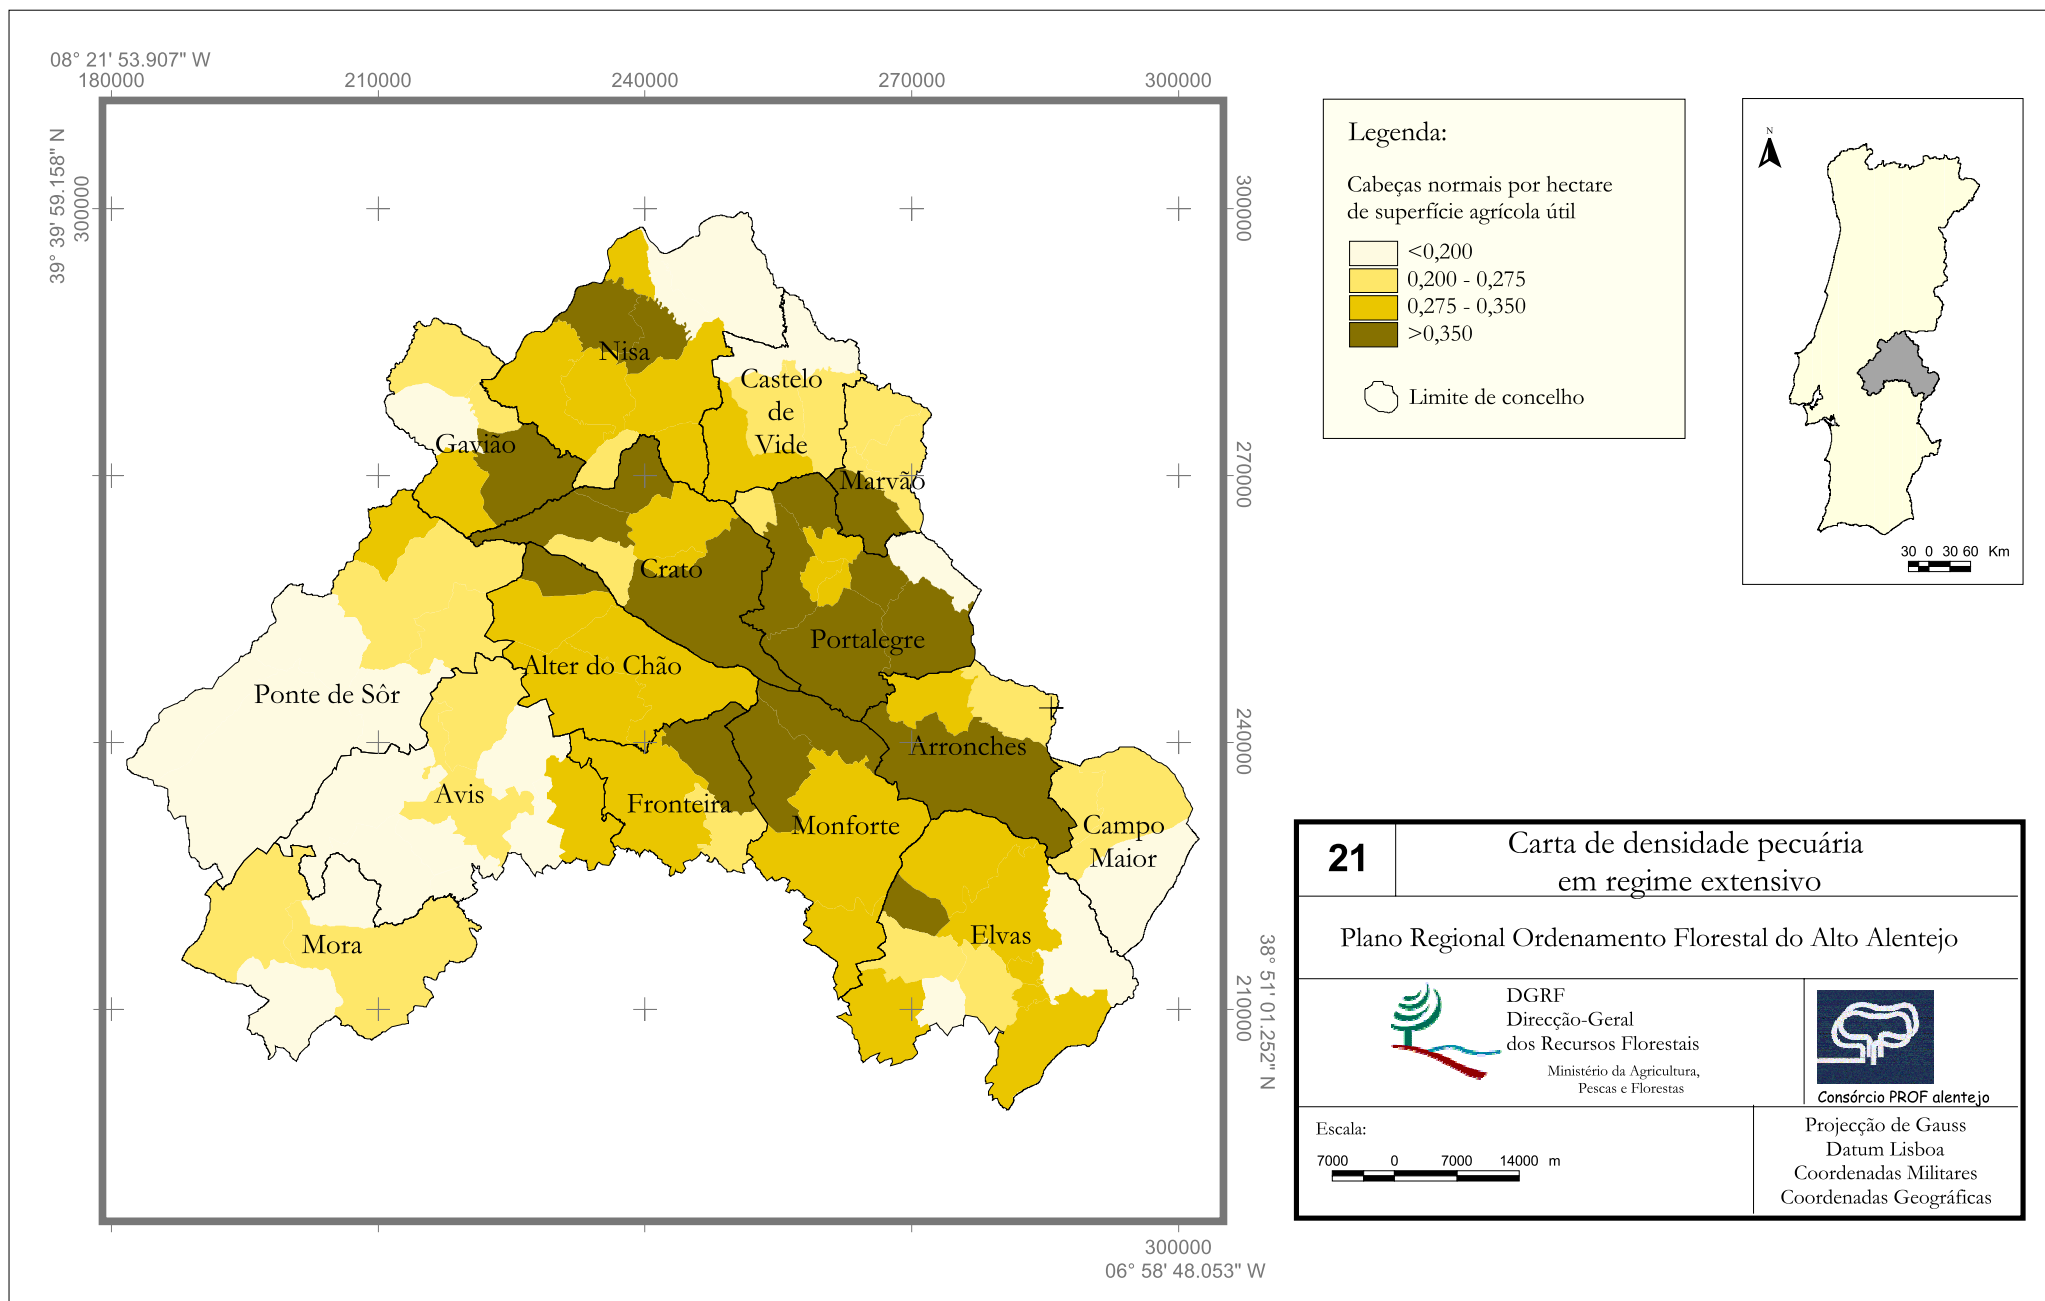 08° 21' 53.907" W
180000
210000
240000
270000
300000
39° 39' 59.158" N
300000
300000
270000
240000
210000
38° 51' 01.252" N
300000
06° 58' 48.053" W
Nisa
Castelo
de
Vide
Gavião
Marvão
Crato
Portalegre
Alter do Chão
Ponte de Sôr
Arronches
Avis
Fronteira
Monforte
Campo
Maior
Mora
Elvas
Legenda:
Cabeças normais por hectare
de superfície agrícola útil
<0,200
0,200 - 0,275
0,275 - 0,350
>0,350
Limite de concelho
N
30 0 30 60 Km
21
Carta de densidade pecuária
em regime extensivo
Plano Regional Ordenamento Florestal do Alto Alentejo
DGRF
Direcção-Geral
dos Recursos Florestais
Ministério da Agricultura,
Pescas e Florestas
Consórcio PROF alentejo
Escala:
7000 0 7000 14000 m
Projecção de Gauss
Datum Lisboa
Coordenadas Militares
Coordenadas Geográficas